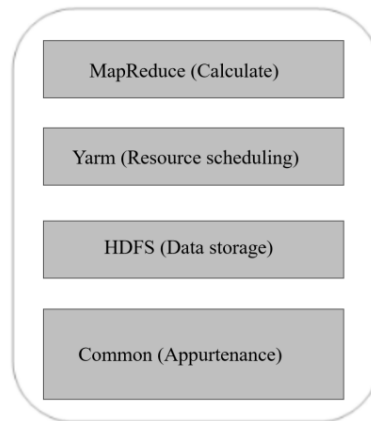 MapReduce (Calculate)
Yarm (Resource scheduling)
HDFS (Data storage)
Common (Appurtenance)